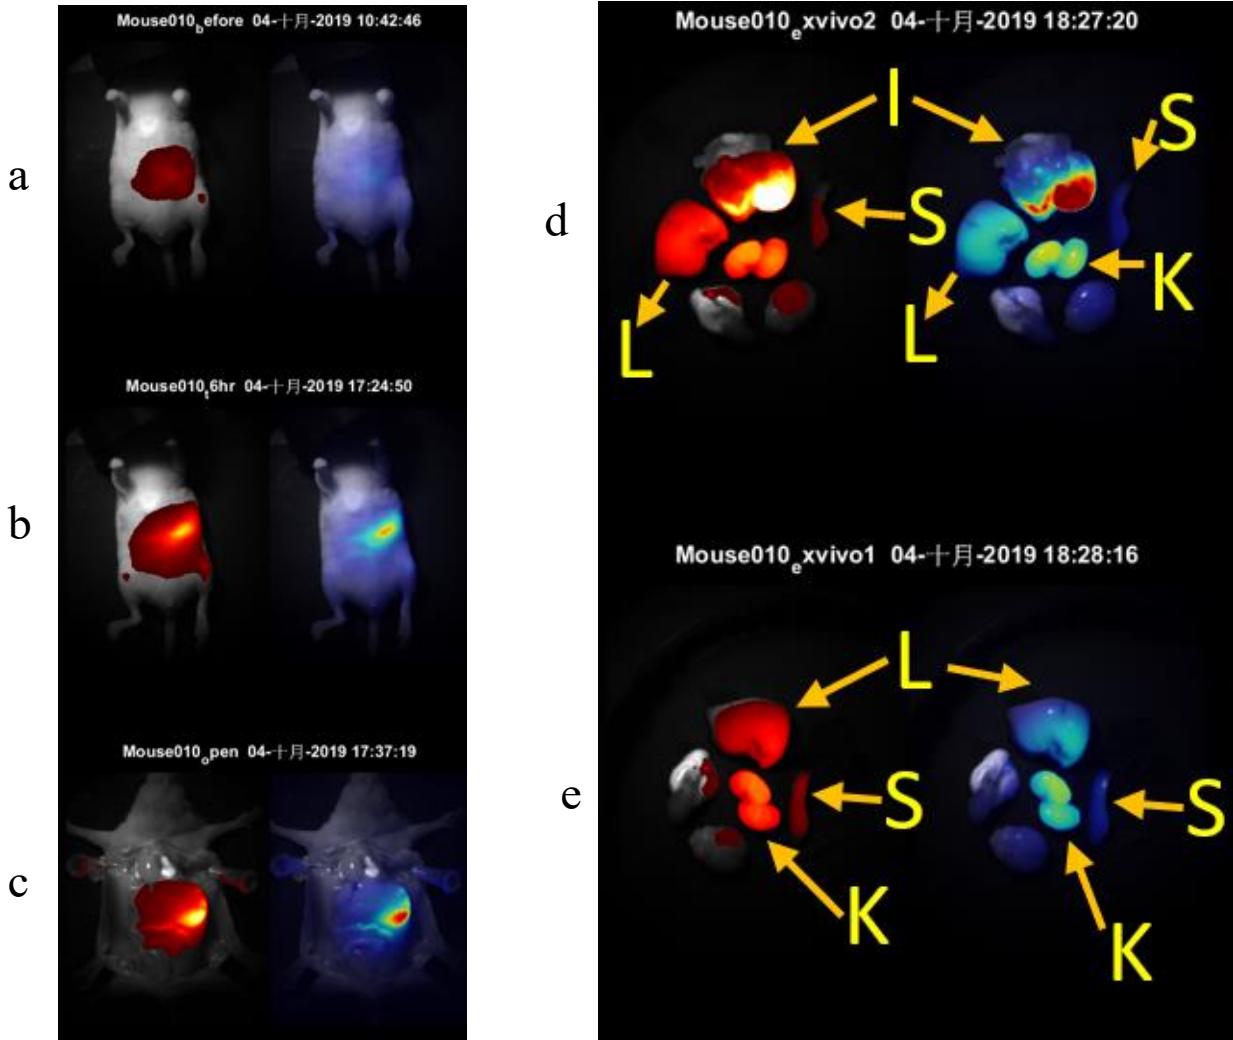 a
Mouse010_before 04-十月-2019 10:42:46
b
Mouse010_t6hr 04-十月-2019 17:24:50
c
Mouse010_open 04-十月-2019 17:37:19
d
Mouse010_exvivo2 04-十月-2019 18:27:20
I
S
S
K
L
L
e
Mouse010_exvivo1 04-十月-2019 18:28:16
L
S
S
K
K